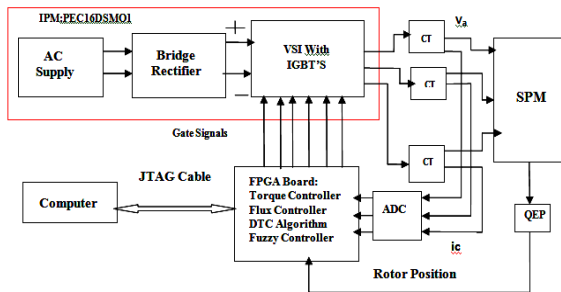 IPM:PEC16DSMO1
AC
Supply
Bridge
Rectifier
+
−
VSI With
IGBT'S
CT
CT
CT
Va
SPM
Gate Signals
JTAG Cable
Computer
FPGA Board:
Torque Controller
Flux Controller
DTC Algorithm
Fuzzy Controller
ADC
QEP
ic
Rotor Position